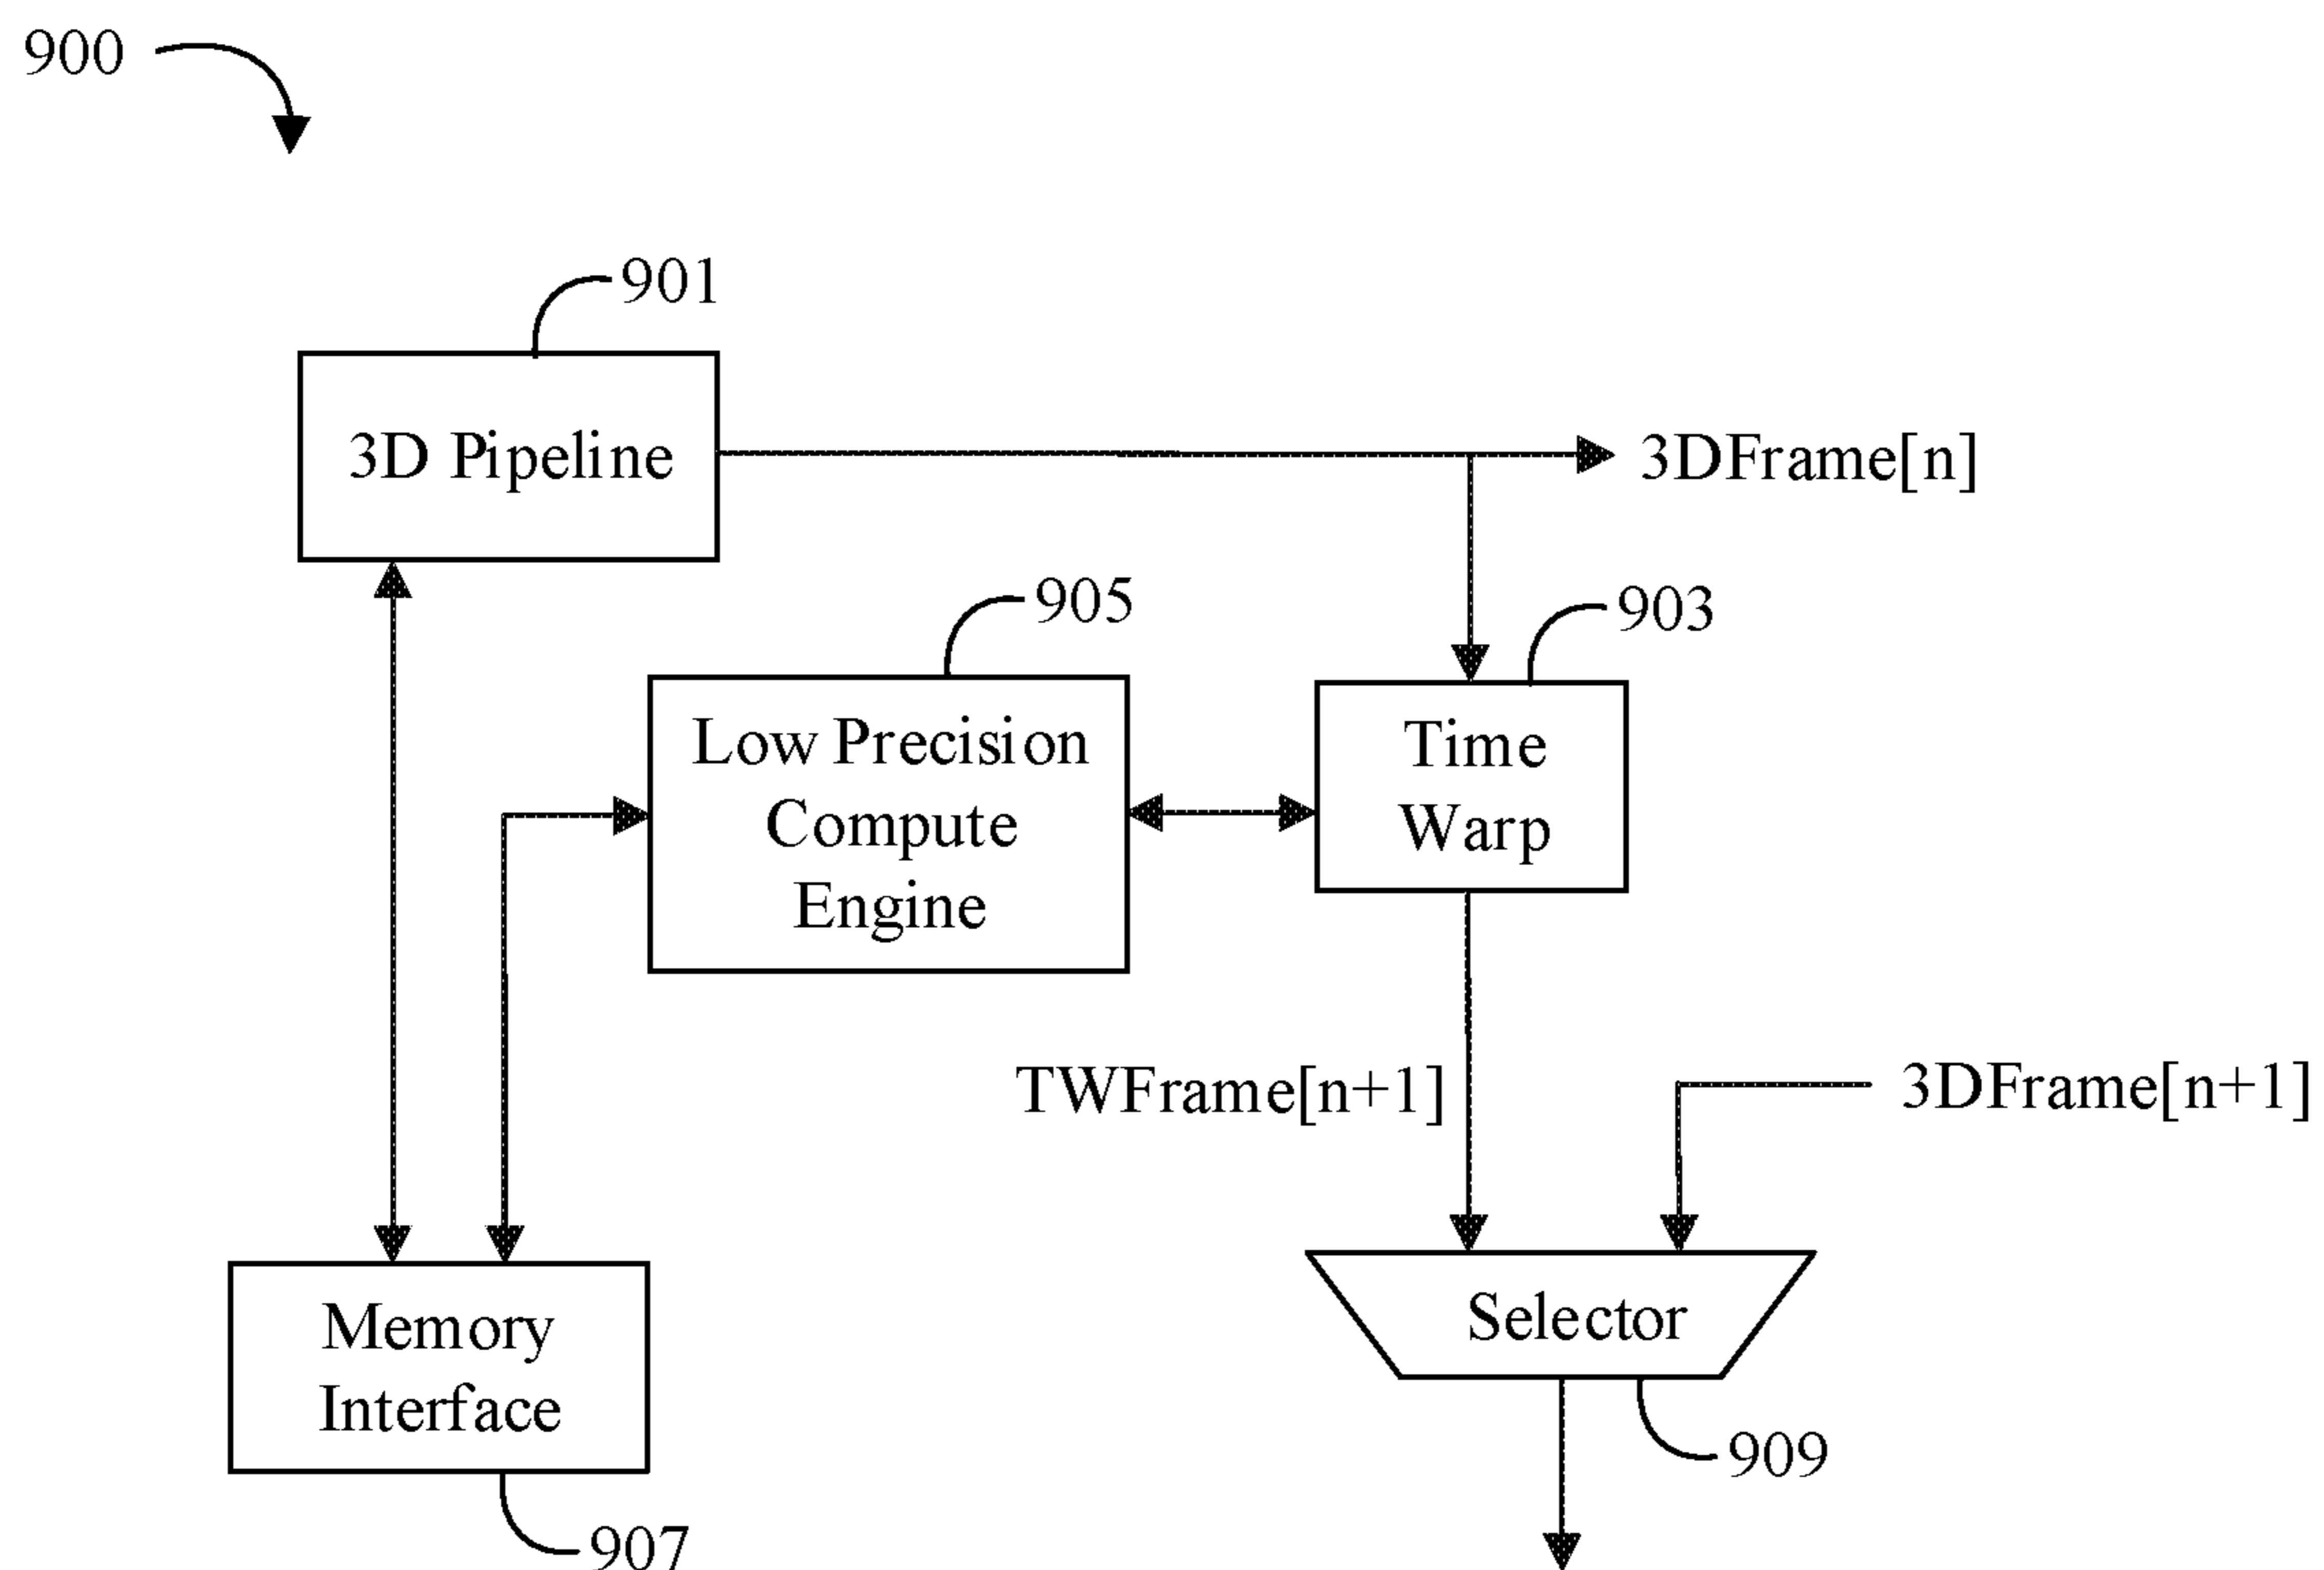 900
901
3D Pipeline
3DFrame[n]
905
903
Low Precision
Compute
Engine
Time
Warp
TWFrame[n+1]
3DFrame[n+1]
Memory
Interface
Selector
909
907